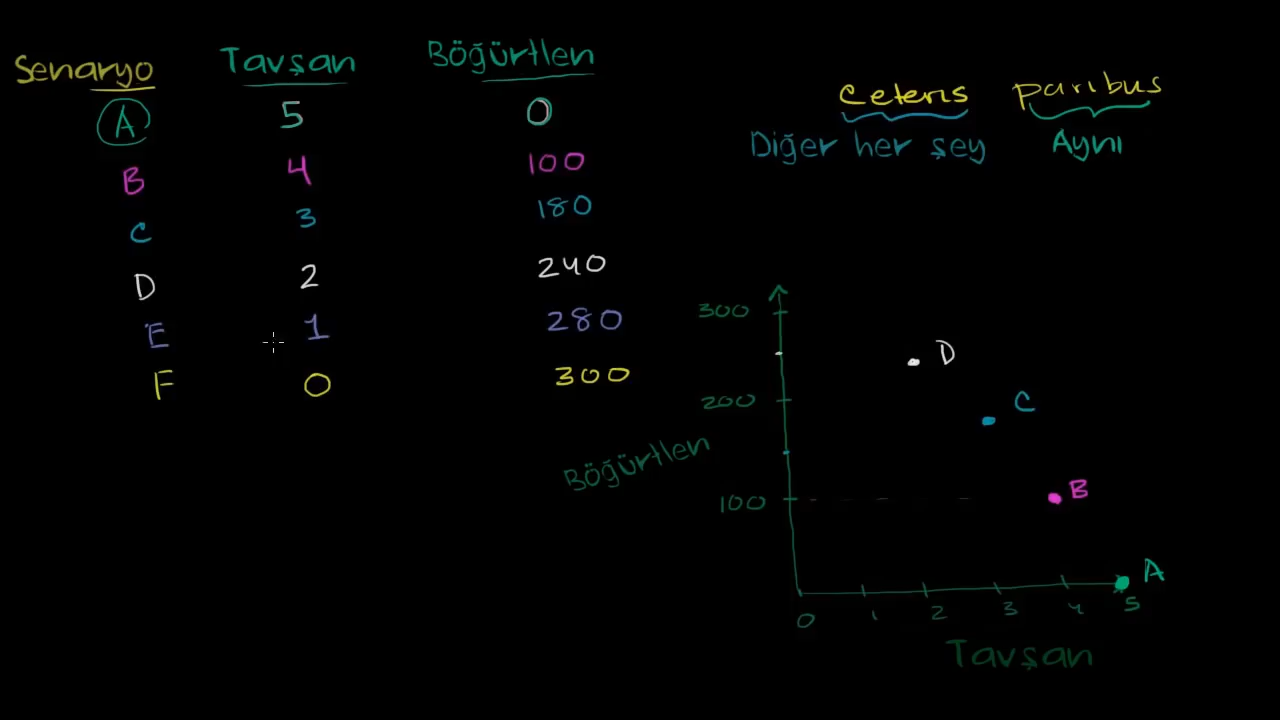 Senaryo Tavşan Böğürtlen
A 5 0
B 4 100
C 3 180
D 2 240
E 1 280
F 0 300
Ceteris paribus
Diğer her şey Aynı
300
D
200
C
Böğürtlen
100
B
A
0 1 2 3 4 5
Tavşan